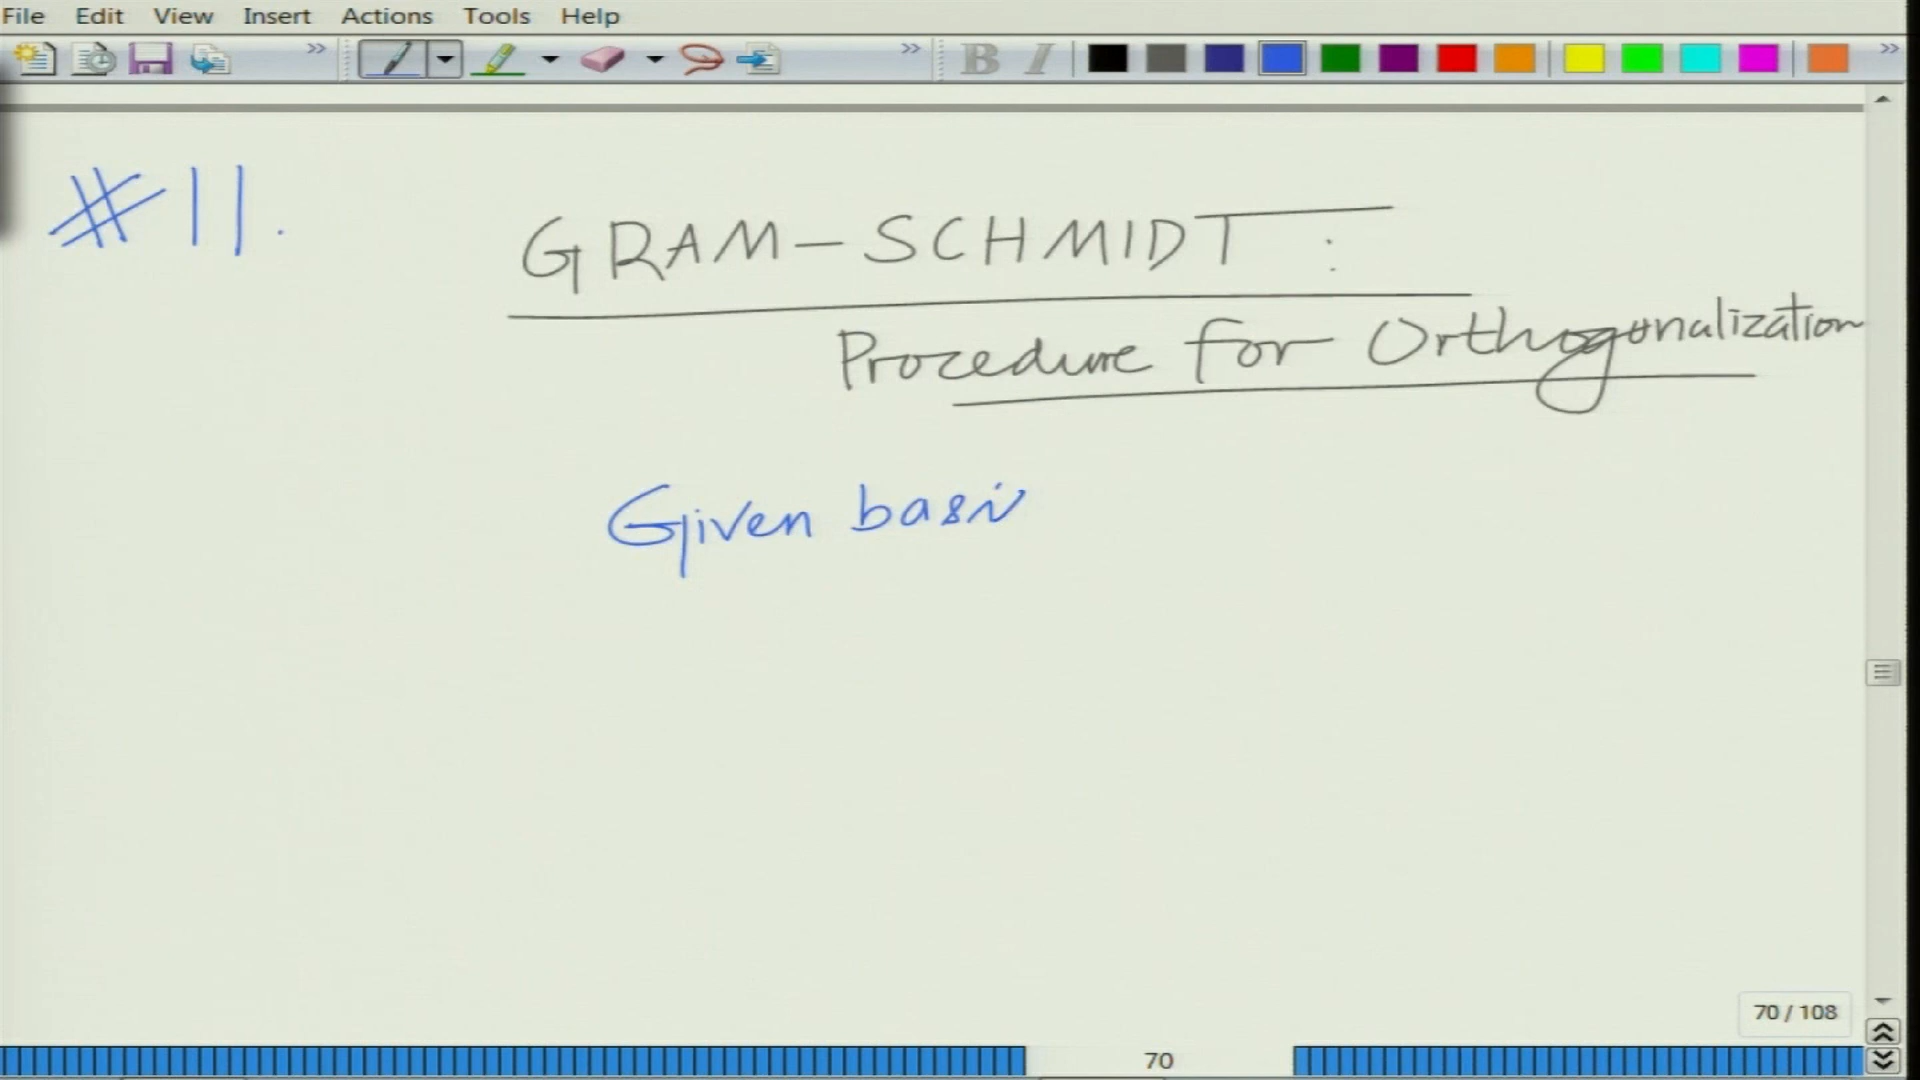 File Edit View Insert Actions Tools Help
B I
#11.
GRAM-SCHMIDT :
Procedure for Orthogonalization
Given basis
70 / 108
70